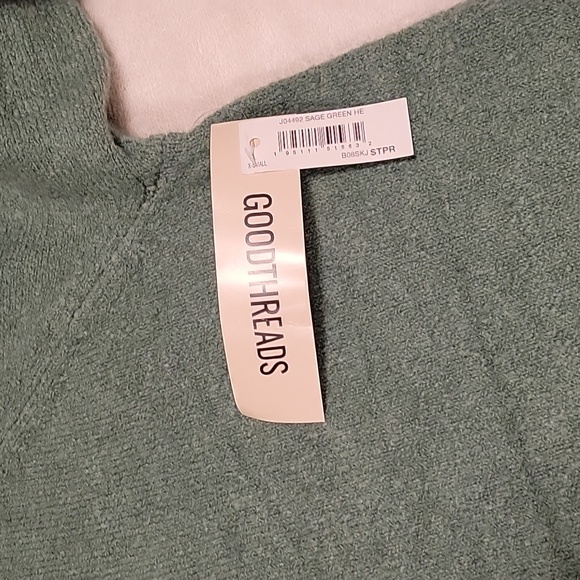 J04492 SAGE GREEN HE
X-SMALL
B08SKJ STPR
GOODTHREADS